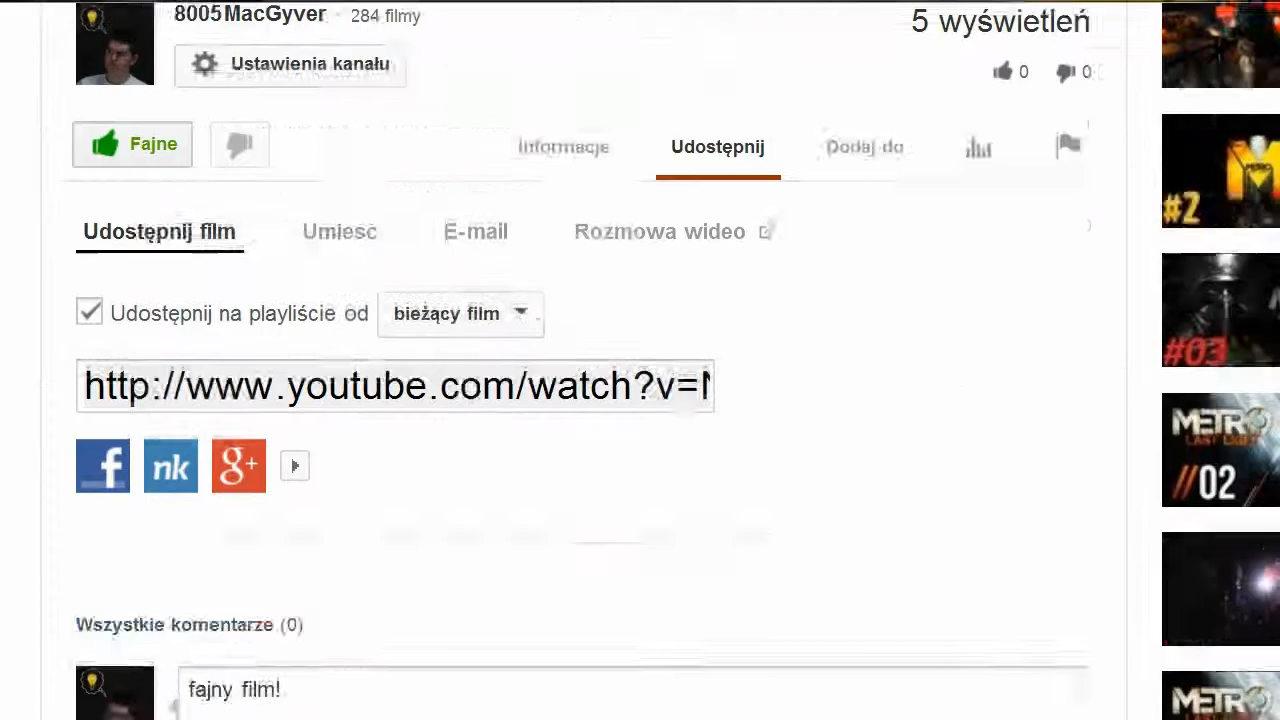 8005MacGyver · 284 filmy
5 wyświetleń
Ustawienia kanału
0 0
Fajne
Informacje Udostępnij Dodaj do
Udostępnij film Umieść E-mail Rozmowa wideo
Udostępnij na playliście od bieżący film
http://www.youtube.com/watch?v=
f nk g+
Wszystkie komentarze (0)
fajny film!
#2
#03
METRO
LAST LIGHT
//02
METRO